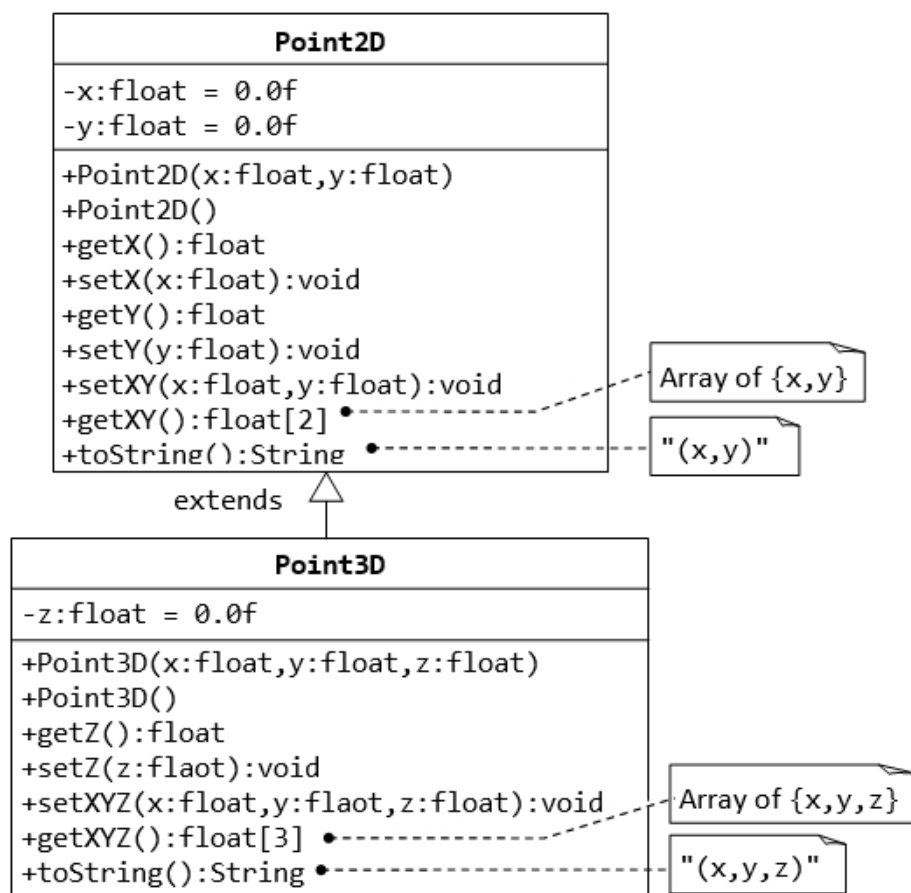 Point2D
-x:float = 0.0f
-y:float = 0.0f
+Point2D(x:float,y:float)
+Point2D()
+getX():float
+setX(x:float):void
+getY():float
+setY(y:float):void
+setXY(x:float,y:float):void
+getXY():float[2]
+toString():String
Array of {x,y}
"(x,y)"
extends
Point3D
-z:float = 0.0f
+Point3D(x:float,y:float,z:float)
+Point3D()
+getZ():float
+setZ(z:flaot):void
+setXYZ(x:float,y:flaot,z:float):void
+getXYZ():float[3]
+toString():String
Array of {x,y,z}
"(x,y,z)"